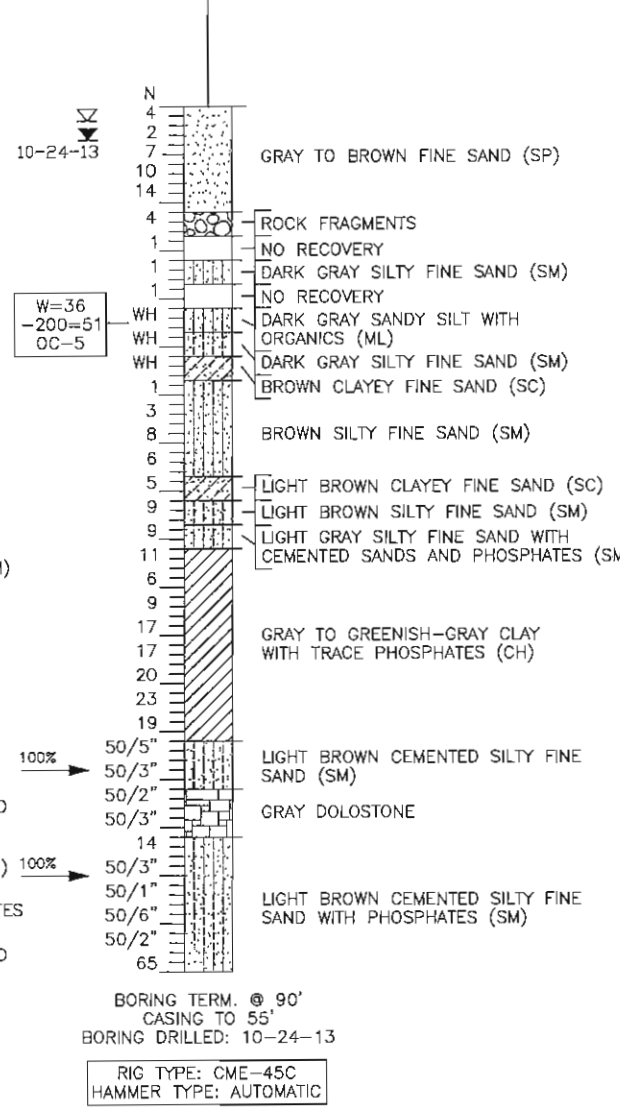 N
4
2
10-24-13
7
GRAY TO BROWN FINE SAND (SP)
10
14
4
ROCK FRAGMENTS
1
NO RECOVERY
1
DARK GRAY SILTY FINE SAND (SM)
1
NO RECOVERY
W=36
-200=51
OC-5
WH
DARK GRAY SANDY SILT WITH
ORGANICS (ML)
WH
DARK GRAY SILTY FINE SAND (SM)
WH
BROWN CLAYEY FINE SAND (SC)
1
3
8
BROWN SILTY FINE SAND (SM)
6
5
LIGHT BROWN CLAYEY FINE SAND (SC)
9
LIGHT BROWN SILTY FINE SAND (SM)
9
LIGHT GRAY SILTY FINE SAND WITH
CEMENTED SANDS AND PHOSPHATES (SM
11
)
6
9
17
GRAY TO GREENISH-GRAY CLAY
WITH TRACE PHOSPHATES (CH)
17
20
23
19
50/5"
100%
LIGHT BROWN CEMENTED SILTY FINE
SAND (SM)
50/3"
50/2"
GRAY DOLOSTONE
50/3"
14
) 100%
50/3"
50/1"
LIGHT BROWN CEMENTED SILTY FINE
SAND WITH PHOSPHATES (SM)
TES
50/6"
50/2"
65
BORING TERM. @ 90'
CASING TO 55'
BORING DRILLED: 10-24-13
RIG TYPE: CME-45C
HAMMER TYPE: AUTOMATIC